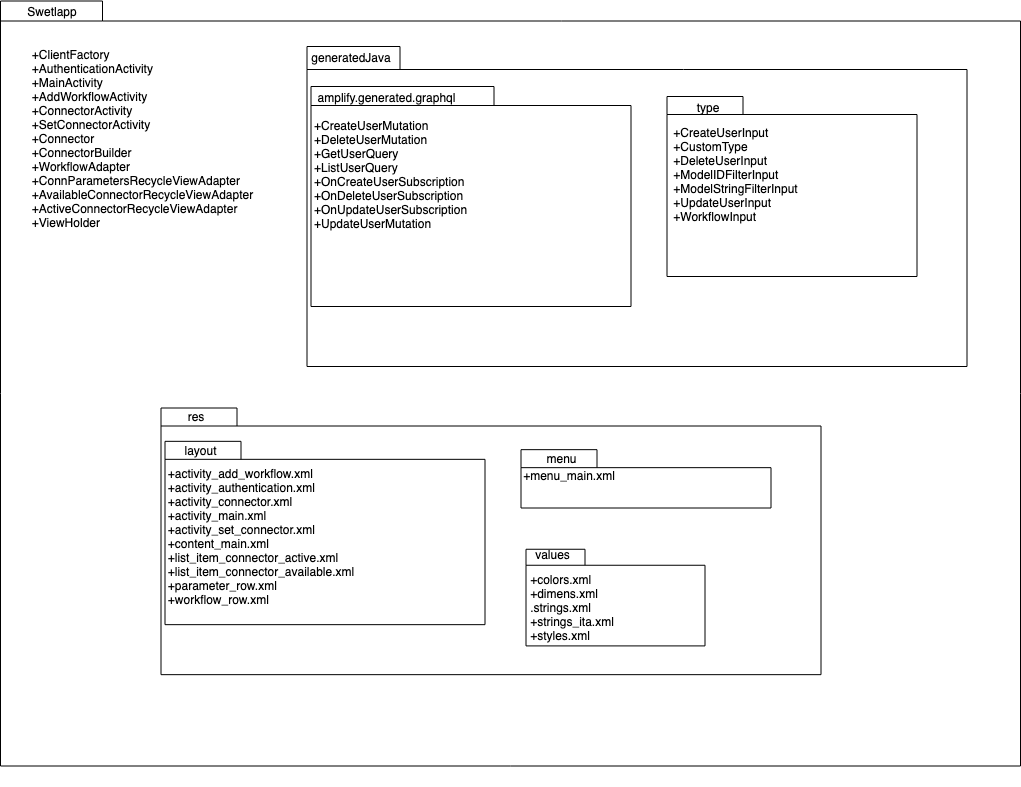 Swetlapp
+ClientFactory
+AuthenticationActivity
+MainActivity
+AddWorkflowActivity
+ConnectorActivity
+SetConnectorActivity
+Connector
+ConnectorBuilder
+WorkflowAdapter
+ConnParametersRecycleViewAdapter
+AvailableConnectorRecycleViewAdapter
+ActiveConnectorRecycleViewAdapter
+ViewHolder
generatedJava
amplify.generated.graphql
+CreateUserMutation
+DeleteUserMutation
+GetUserQuery
+ListUserQuery
+OnCreateUserSubscription
+OnDeleteUserSubscription
+OnUpdateUserSubscription
+UpdateUserMutation
type
+CreateUserInput
+CustomType
+DeleteUserInput
+ModelIDFilterInput
+ModelStringFilterInput
+UpdateUserInput
+WorkflowInput
res
layout
+activity_add_workflow.xml
+activity_authentication.xml
+activity_connector.xml
+activity_main.xml
+activity_set_connector.xml
+content_main.xml
+list_item_connector_active.xml
+list_item_connector_available.xml
+parameter_row.xml
+workflow_row.xml
menu
+menu_main.xml
values
+colors.xml
+dimens.xml
.strings.xml
+strings_ita.xml
+styles.xml